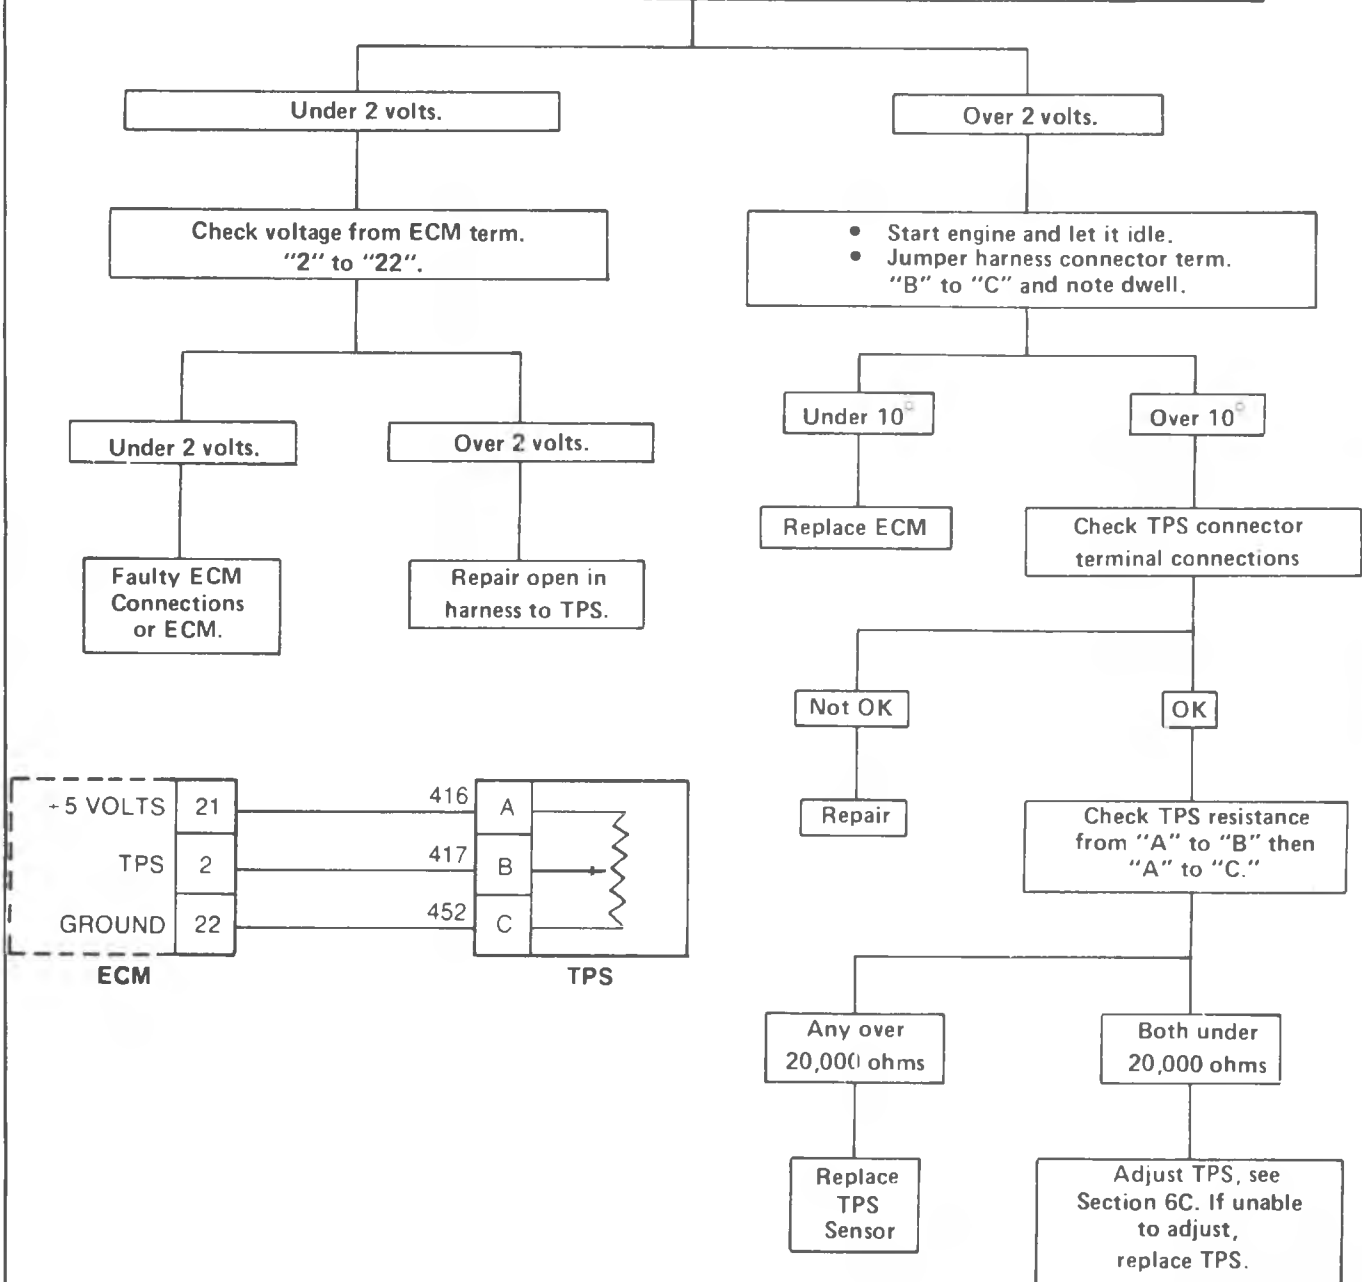 Under 2 volts.
Over 2 volts.
Check voltage from ECM term.
"2" to "22".
• Start engine and let it idle.
• Jumper harness connector term.
"B" to "C" and note dwell.
Under 2 volts.
Over 2 volts.
Under 10°
Over 10°
Faulty ECM
Connections
or ECM.
Repair open in
harness to TPS.
Replace ECM
Check TPS connector
terminal connections
Not OK
OK
Repair
Check TPS resistance
from "A" to "B" then
"A" to "C."
+5 VOLTS 21 416 A
TPS 2 417 B
GROUND 22 452 C
ECM
TPS
Any over
20,000 ohms
Both under
20,000 ohms
Replace
TPS
Sensor
Adjust TPS, see
Section 6C. If unable
to adjust,
replace TPS.